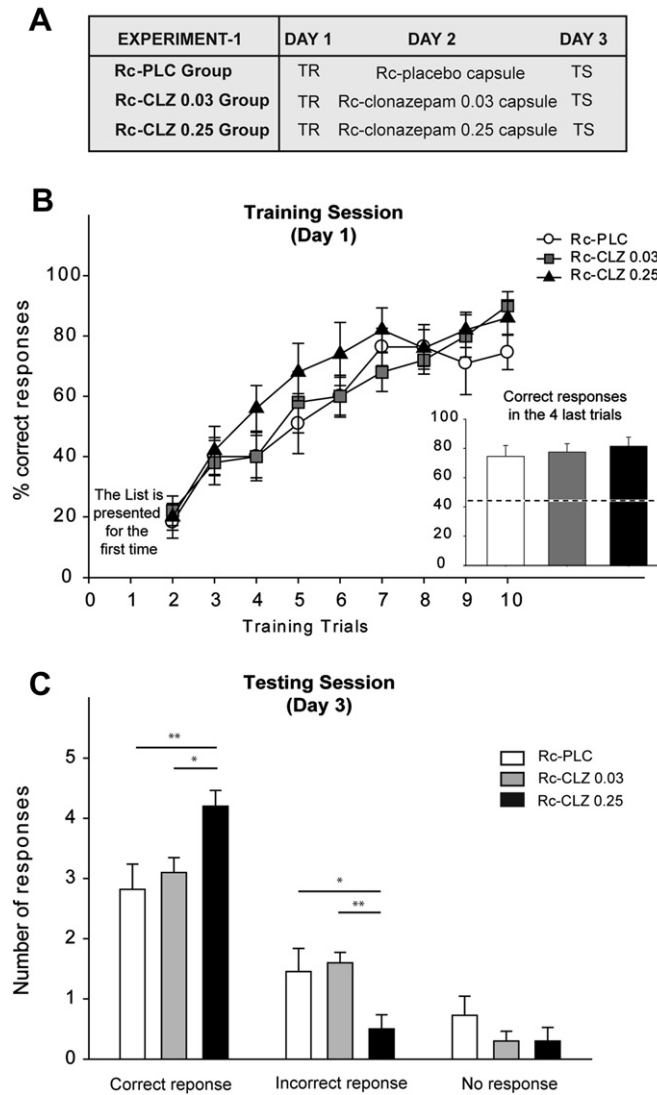 A
EXPERIMENT-1 DAY 1 DAY 2 DAY 3
Rc-PLC Group TR Rc-placebo capsule TS
Rc-CLZ 0.03 Group TR Rc-clonazepam 0.03 capsule TS
Rc-CLZ 0.25 Group TR Rc-clonazepam 0.25 capsule TS
B
Training Session
(Day 1)
Rc-PLC
Rc-CLZ 0.03
Rc-CLZ 0.25
% correct responses
100
80
60
40
20
0
The List is
presented
for the
first time
Correct responses
in the 4 last trials
100
80
60
40
20
0
0 1 2 3 4 5 6 7 8 9 10
Training Trials
C
Testing Session
(Day 3)
Rc-PLC
Rc-CLZ 0.03
Rc-CLZ 0.25
Number of responses
5
4
3
2
1
0
**
*
*
**
Correct reponse Incorrect reponse No response